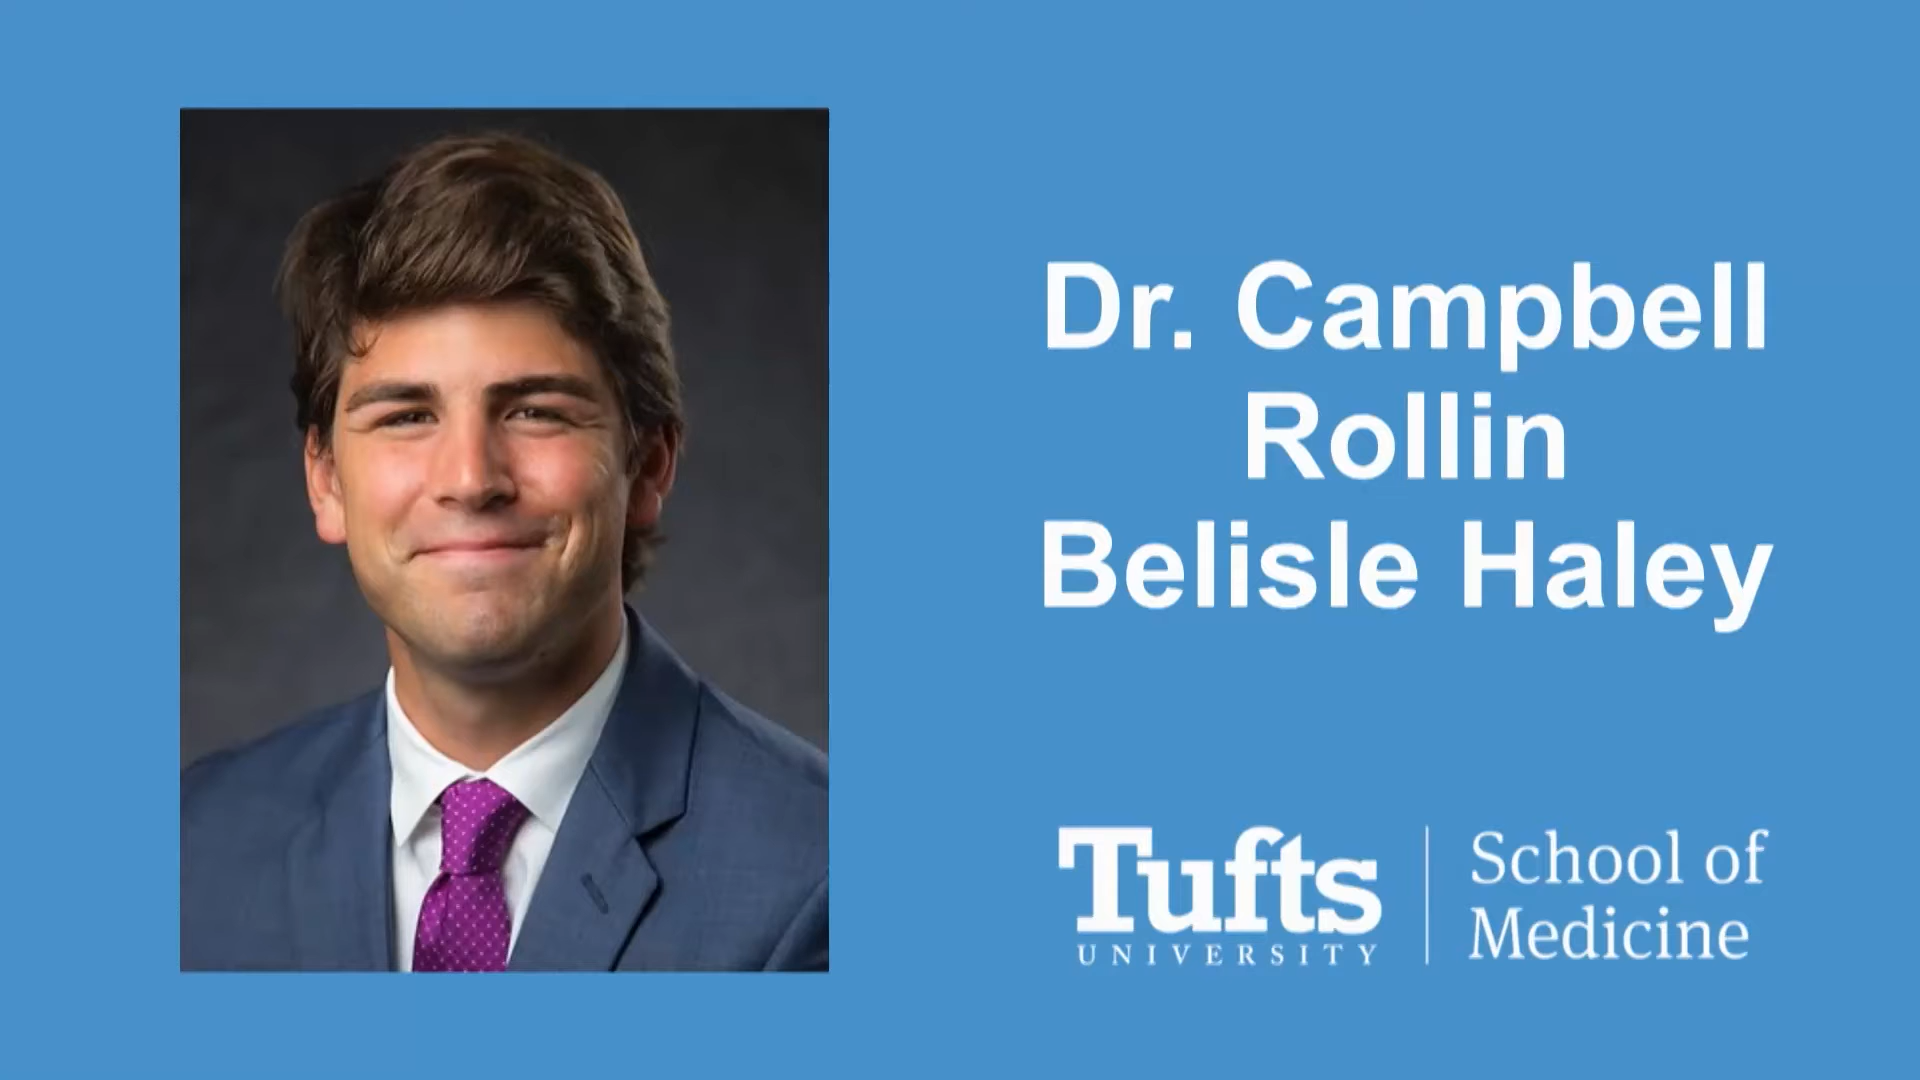 Dr. Campbell
Rollin
Belisle Haley
Tufts
UNIVERSITY
School of
Medicine